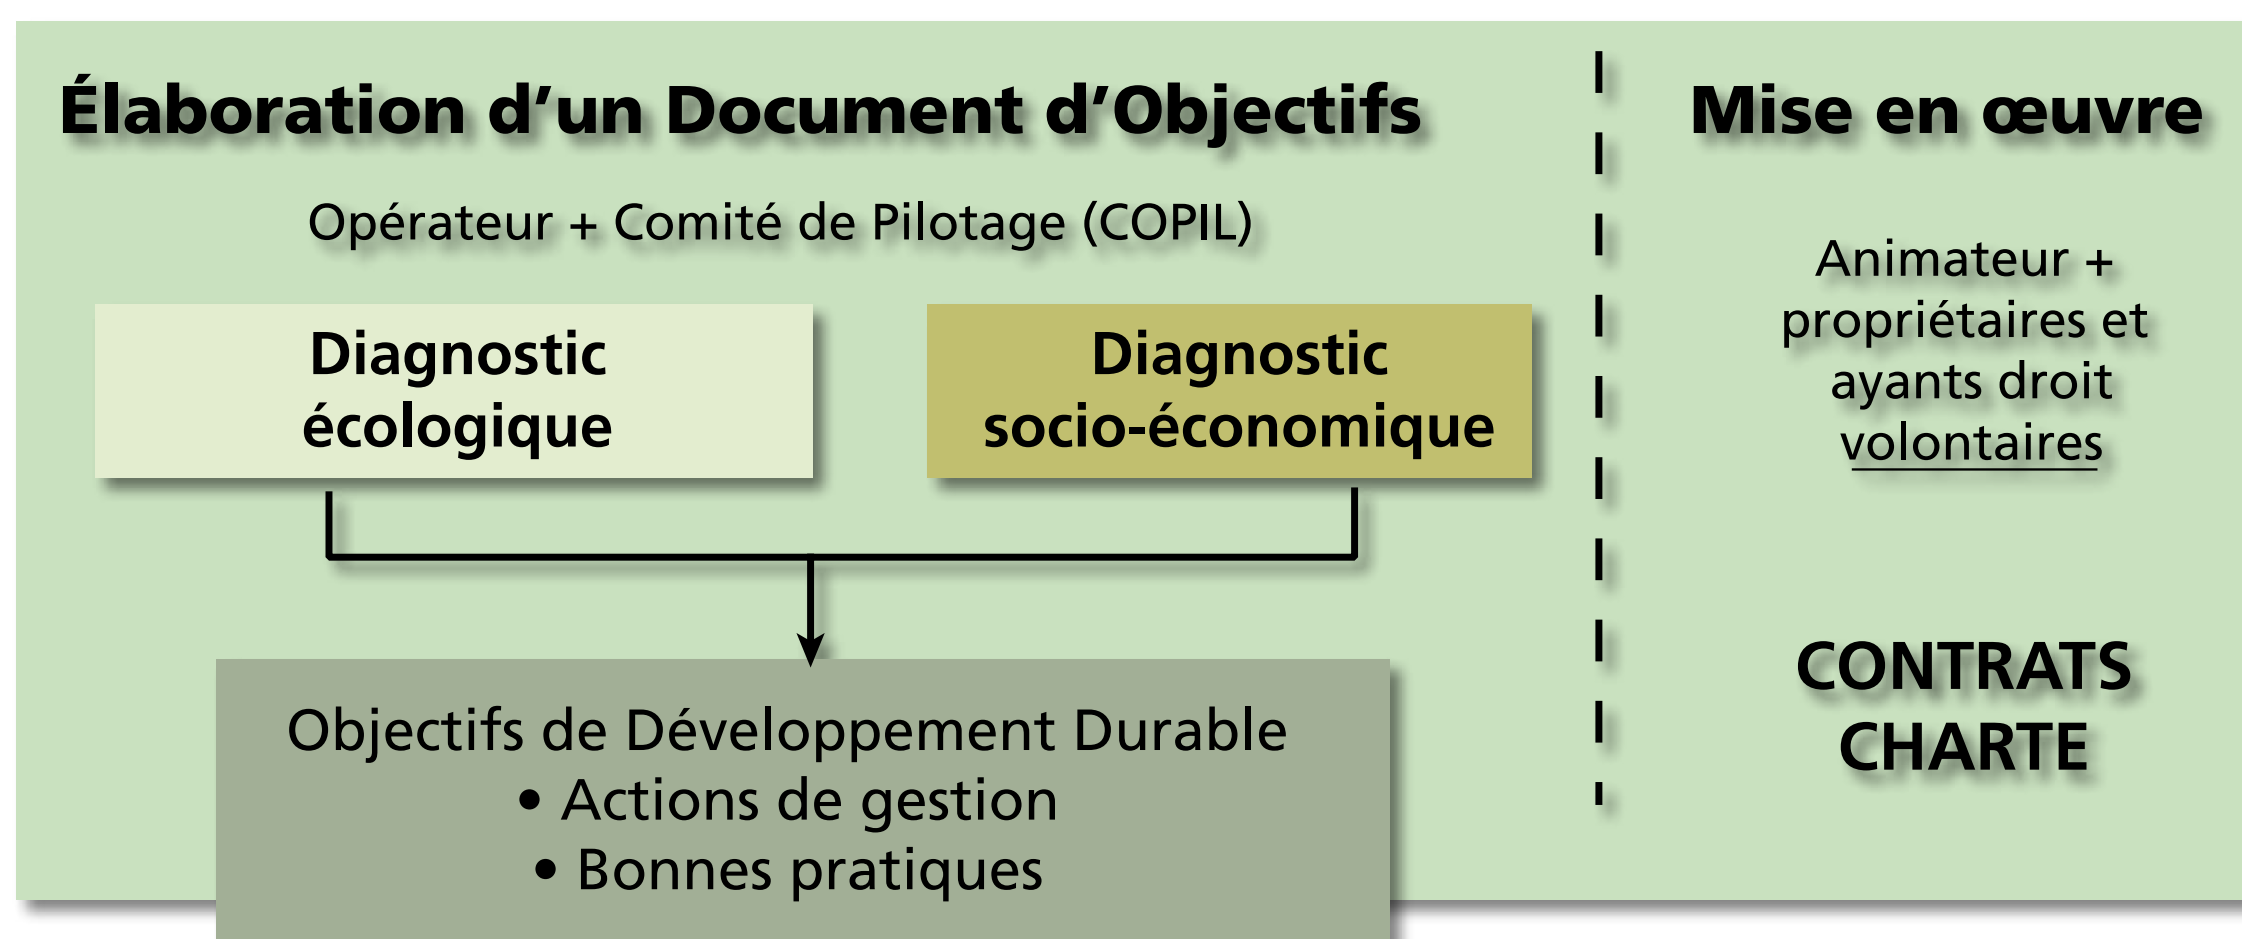 Élaboration d’un Document d’Objectifs
Opérateur + Comité de Pilotage (COPIL)
Diagnostic
écologique
Diagnostic
socio-économique
Objectifs de Développement Durable
• Actions de gestion
• Bonnes pratiques
Mise en œuvre
Animateur +
propriétaires et
ayants droit
volontaires
CONTRATS
CHARTE